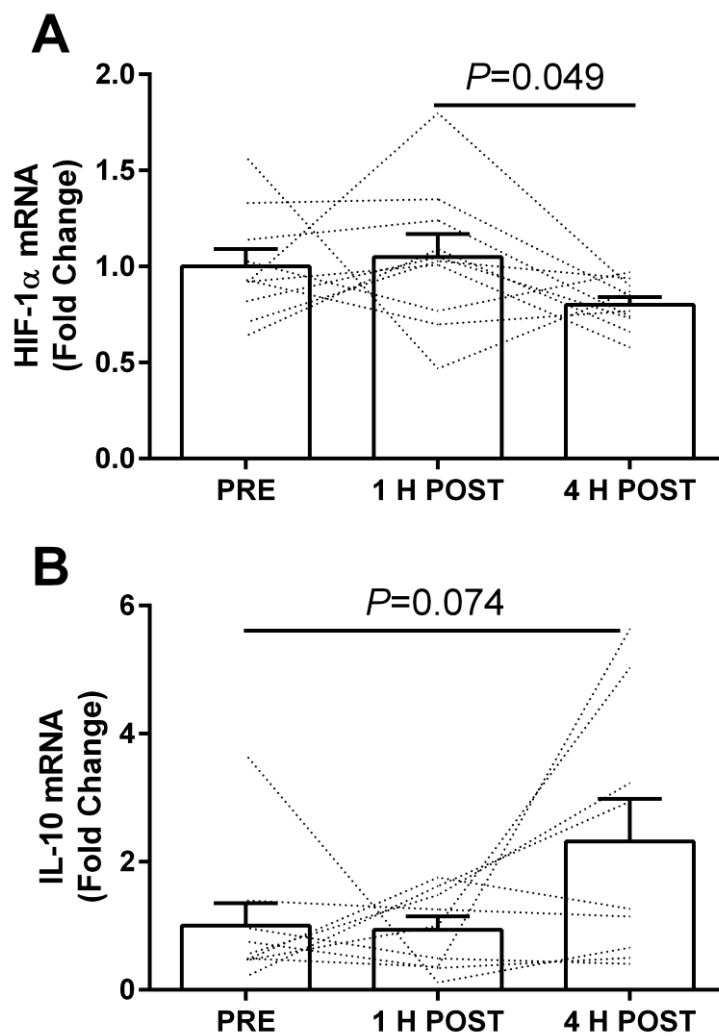 A
P=0.049
HIF-1α mRNA
(Fold Change)
2.0
1.5
1.0
0.5
0.0
PRE 1 H POST 4 H POST
B
P=0.074
IL-10 mRNA
(Fold Change)
6
4
2
0
PRE 1 H POST 4 H POST